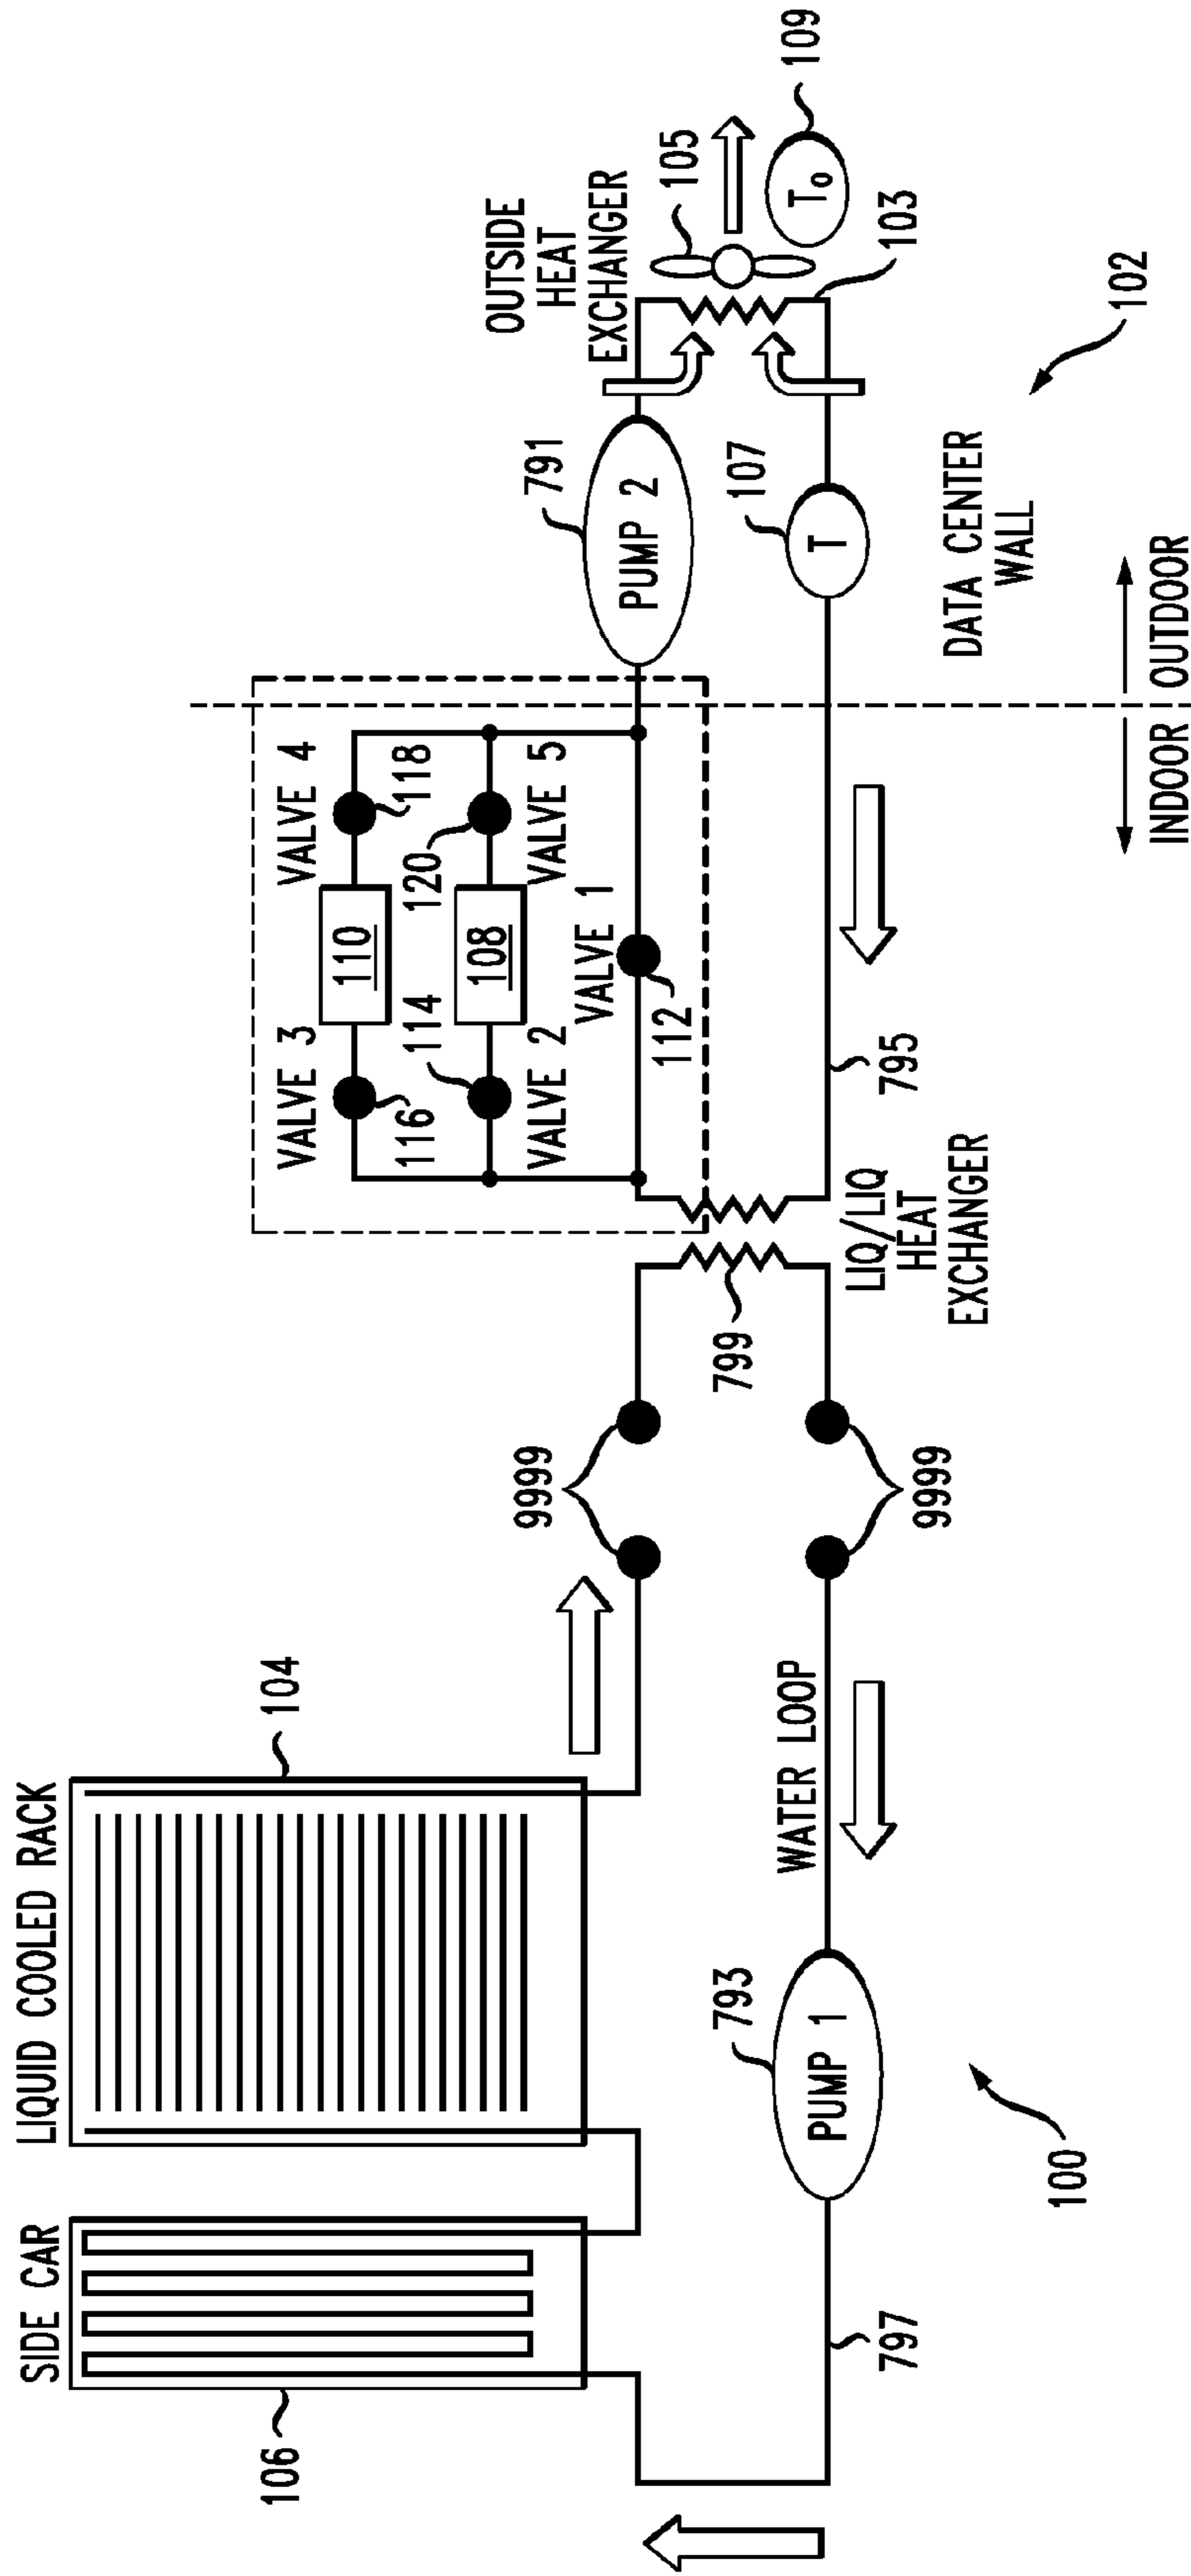 SIDE CAR
106
LIQUID COOLED RACK
104
797
PUMP 1
793
100
WATER LOOP
9999
9999
799
LIQ/LIQ
HEAT
EXCHANGER
795
VALVE 3
116
110
VALVE 4
118
114
VALVE 2
108
120
VALVE 5
VALVE 1
112
PUMP 2
791
T
107
OUTSIDE
HEAT
EXCHANGER
105
T0
109
103
102
DATA CENTER
WALL
INDOOR
OUTDOOR